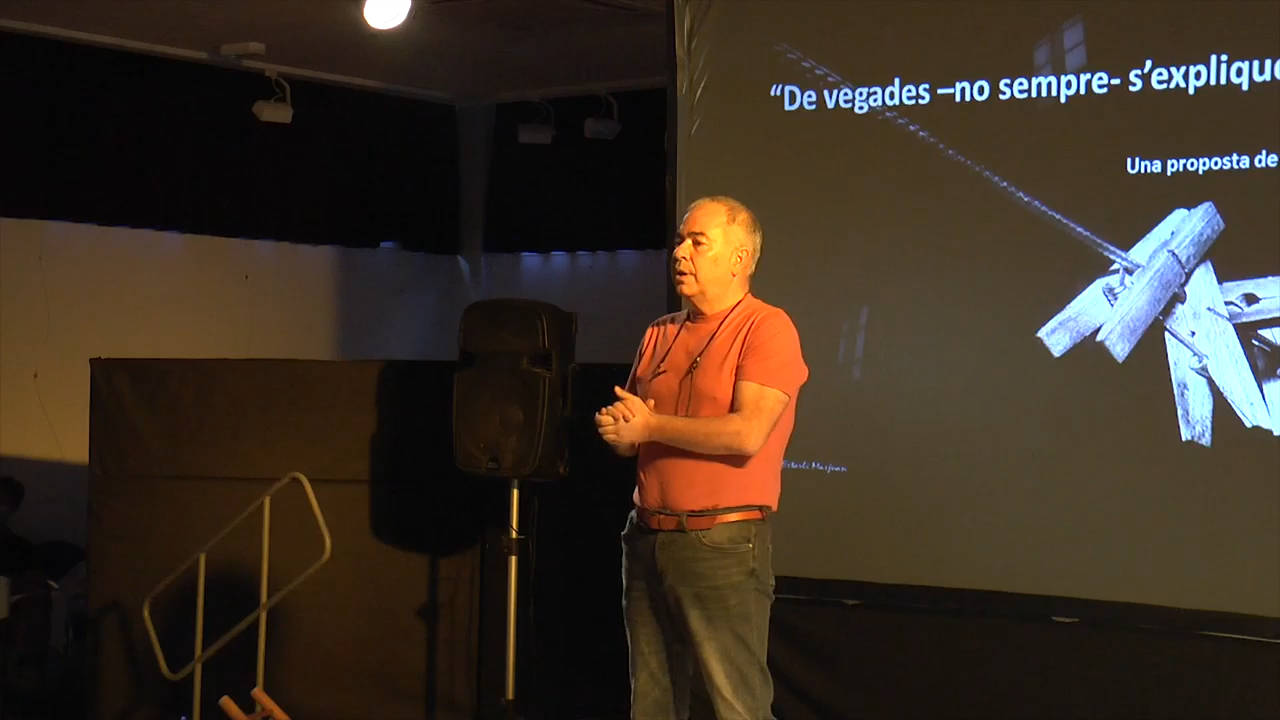 “De vegades –no sempre- s’explique
Una proposta de